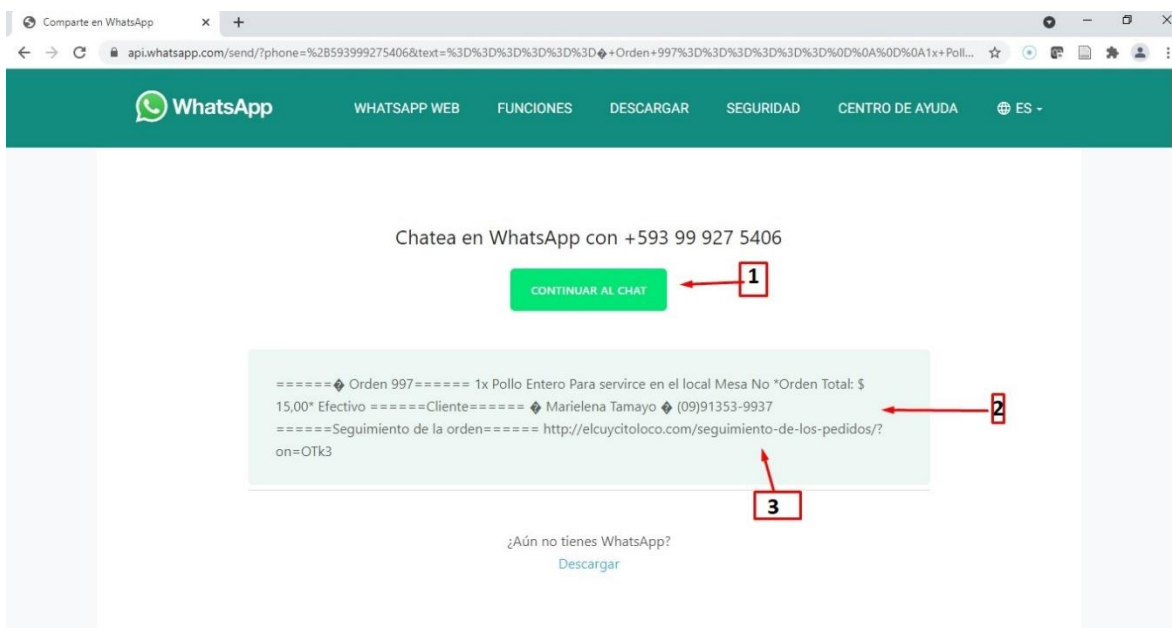 Comparte en WhatsApp
api.whatsapp.com/send/?phone=%2B593999275406&text=%3D%3D%3D%3D%3D%3D�+Orden+997%3D%3D%3D%3D%3D%3D%0D%0A%0D%0A1x+Poll...
WhatsApp WHATSAPP WEB FUNCIONES DESCARGAR SEGURIDAD CENTRO DE AYUDA ES
Chatea en WhatsApp con +593 99 927 5406
1
CONTINUAR AL CHAT
======� Orden 997====== 1x Pollo Entero Para servirce en el local Mesa No *Orden Total: $
15,00* Efectivo ======Cliente====== � Marielena Tamayo � (09)91353-9937
2
======Seguimiento de la orden====== http://elcuycitoloco.com/seguimiento-de-los-pedidos/?
on=OTk3
3
¿Aún no tienes WhatsApp?
Descargar